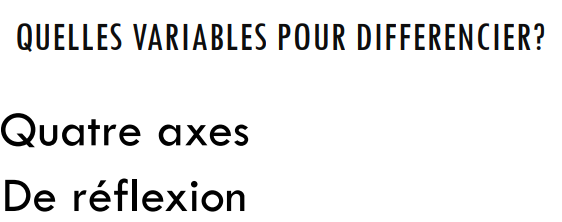 QUELLES VARIABLES POUR DIFFERENCIER?
Quatre axes
De réflexion